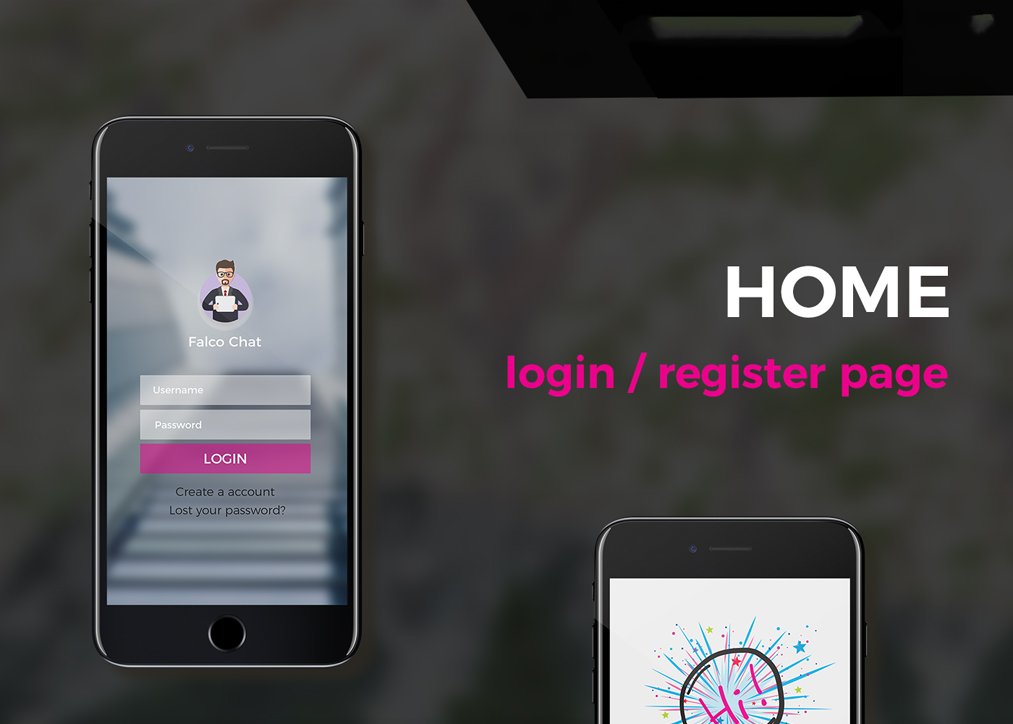 Falco Chat
Username
Password
LOGIN
Create a account
Lost your password?
HOME
login / register page
Hi!